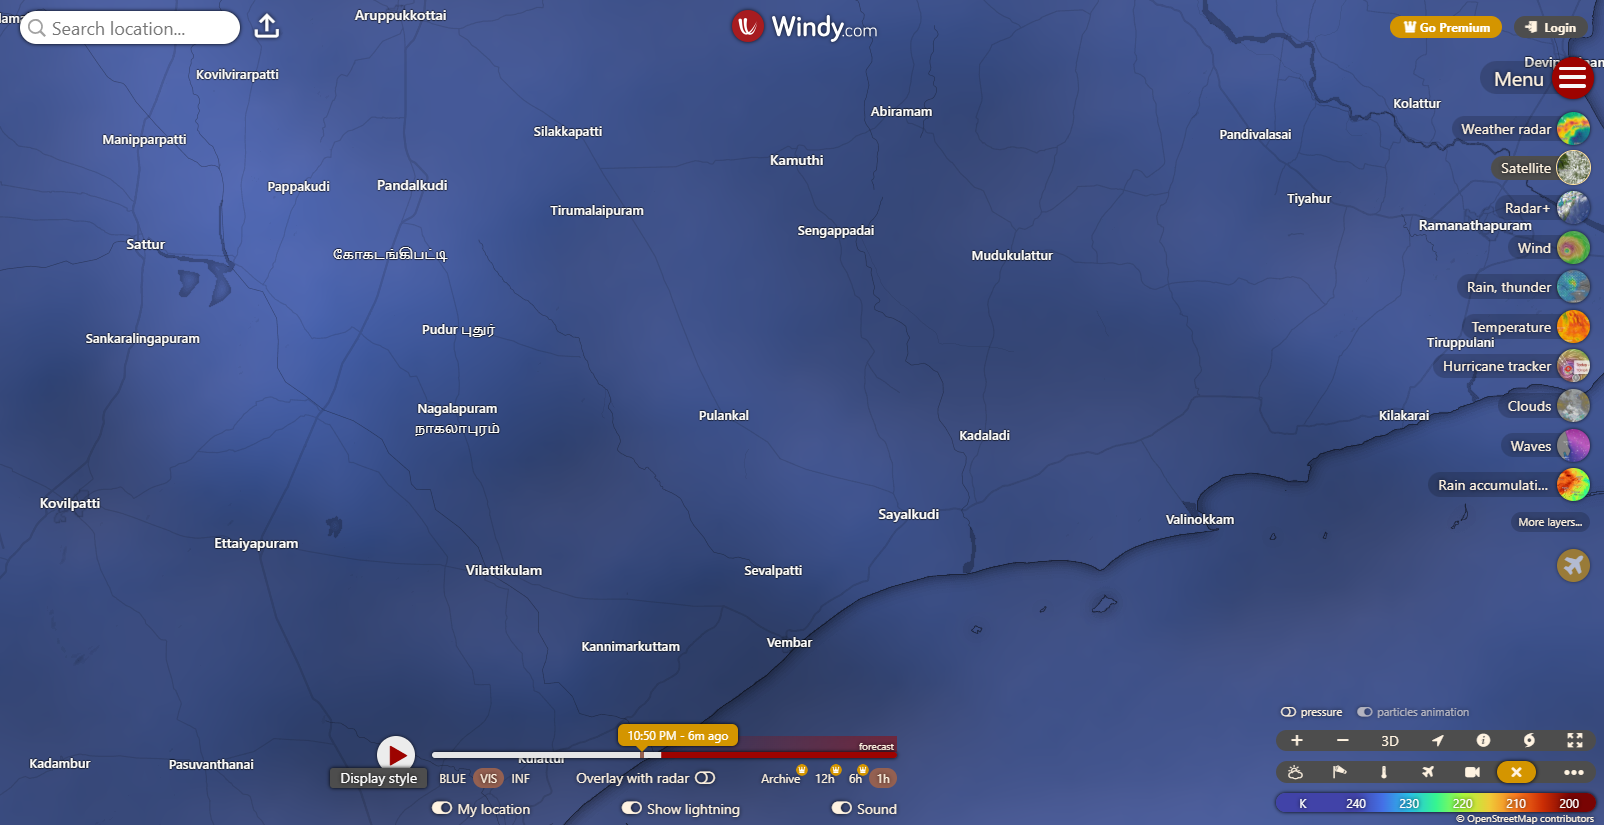 Search location...
Windy.com
Go Premium
Login
Menu
Aruppukkottai
Kovilvirarpatti
Abiramam
Kolattur
Silakkapatti
Pandivalasai
Weather radar
Manipparpatti
Kamuthi
Satellite
Pappakudi
Pandalkudi
Tirumalaipuram
Tiyahur
Radar+
Sengappadai
Ramanathapuram
Sattur
கோகடங்கிபட்டி
Mudukulattur
Wind
Rain, thunder
Pudur புதூர்
Temperature
Sankaralingapuram
Tiruppulani
Hurricane tracker
Nagalapuram
நாகலாபுரம்
Pulankal
Kilakarai
Clouds
Kadaladi
Waves
Rain accumulati...
Kovilpatti
Sayalkudi
Valinokkam
More layers...
Ettaiyapuram
Vilattikulam
Sevalpatti
Kannimarkuttam
Vembar
pressure
particles animation
10:50 PM - 6m ago
forecast
3D
Kadambur
Pasuvanthanai
Kulattur
Display style
BLUE VIS INF
Overlay with radar
Archive 12h 6h 1h
My location
Show lightning
Sound
K 240 230 220 210 200
© OpenStreetMap contributors